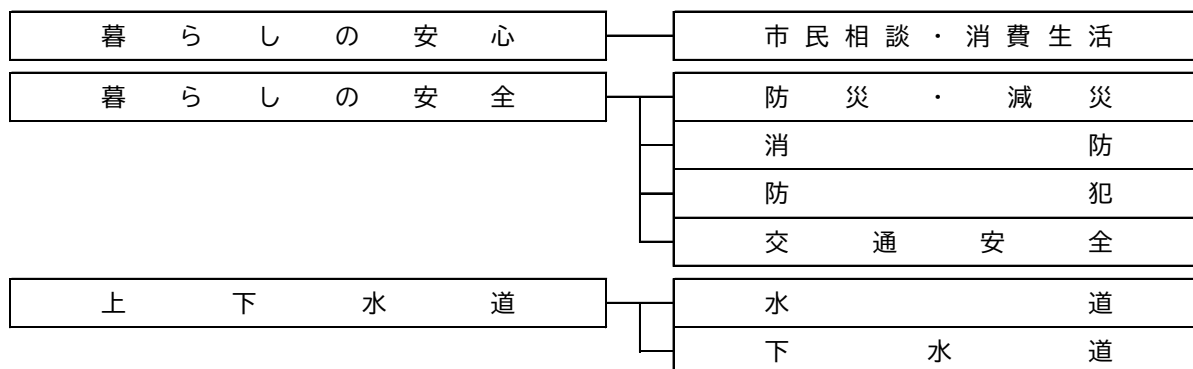 暮らしの安心
市民相談・消費生活
暮らしの安全
防災・減災
消防
防犯
交通安全
上下水道
水道
下水道